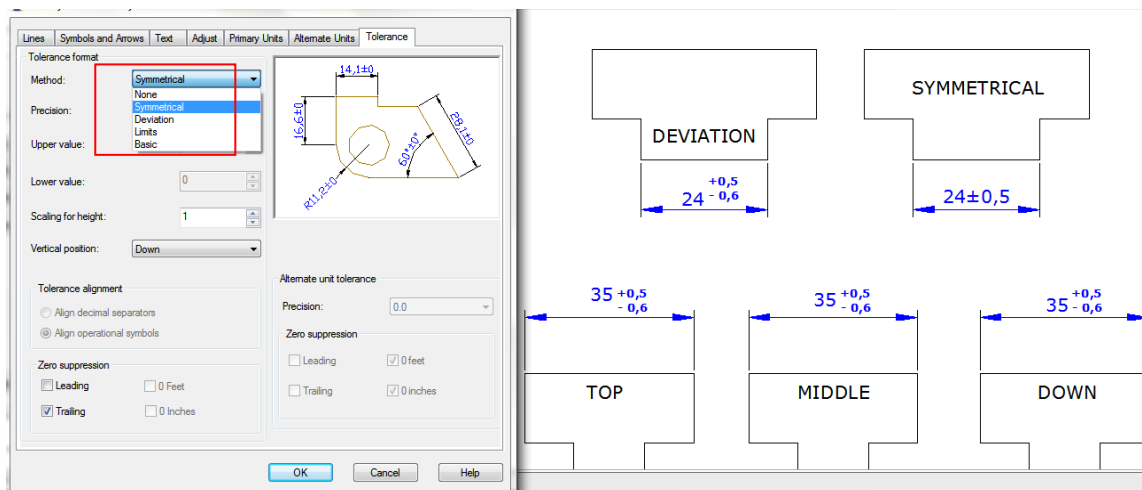 Lines Symbols and Arrows Text Adjust Primary Units Alternate Units Tolerance
Tolerance format
Method: Symmetrical
None
Symmetrical
Deviation
Limits
Basic
Precision:
Upper value:
Lower value: 0
Scaling for height: 1
Vertical position: Down
Tolerance alignment
Align decimal separators
Align operational symbols
Zero suppression
Leading 0 Feet
Trailing 0 Inches
14,1±0
16,6±0
28,1±0
60°±0°
R11,2±0
Alternate unit tolerance
Precision: 0.0
Zero suppression
Leading 0 feet
Trailing 0 inches
OK Cancel Help
DEVIATION
24 +0,5
- 0,6
SYMMETRICAL
24±0,5
35 +0,5
- 0,6
TOP
35 +0,5
- 0,6
MIDDLE
35 +0,5
- 0,6
DOWN